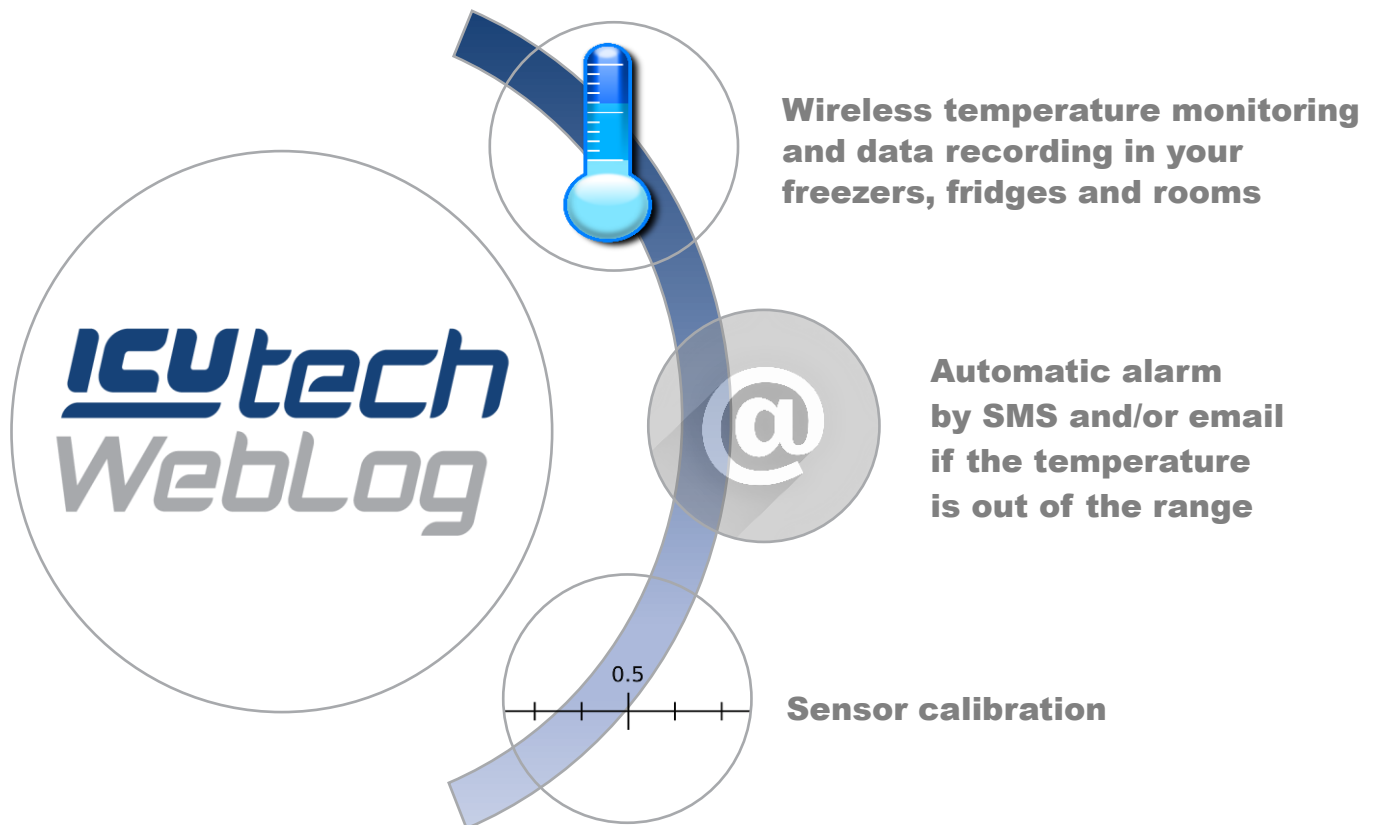 ICUtech
WebLog
Wireless temperature monitoring
and data recording in your
freezers, fridges and rooms
@
Automatic alarm
by SMS and/or email
if the temperature
is out of the range
0.5
Sensor calibration